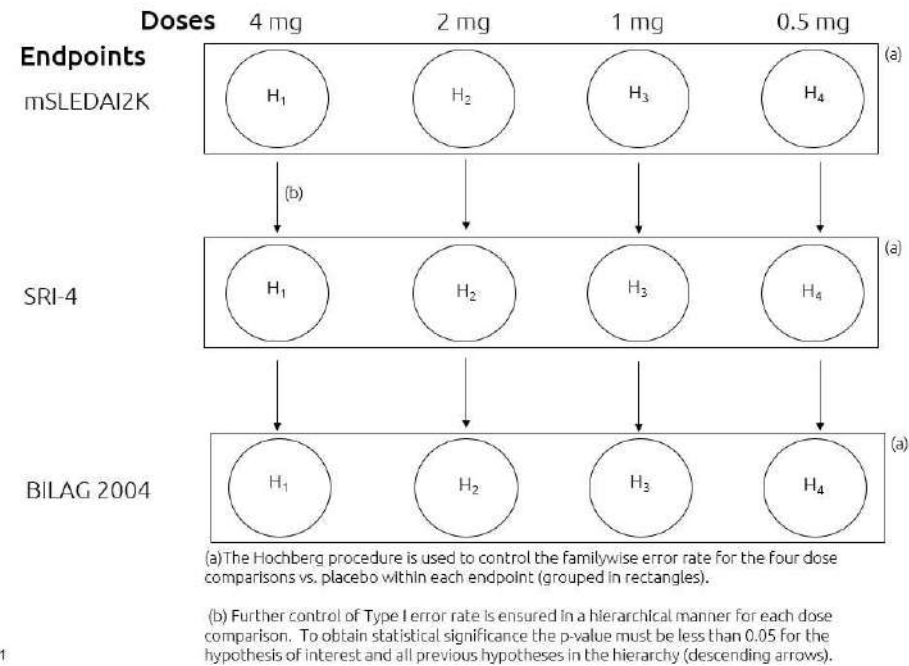 Doses 4 mg 2 mg 1 mg 0.5 mg
Endpoints
(a)
mSLEDAI2K H₁ H₂ H₃ H₄
(b)
(a)
SRI-4 H₁ H₂ H₃ H₄
(a)
BILAG 2004 H₁ H₂ H₃ H₄
(a)The Hochberg procedure is used to control the familywise error rate for the four dose
comparisons vs. placebo within each endpoint (grouped in rectangles).
(b) Further control of Type I error rate is ensured in a hierarchical manner for each dose
comparison. To obtain statistical significance the p-value must be less than 0.05 for the
1 hypothesis of interest and all previous hypotheses in the hierarchy (descending arrows).